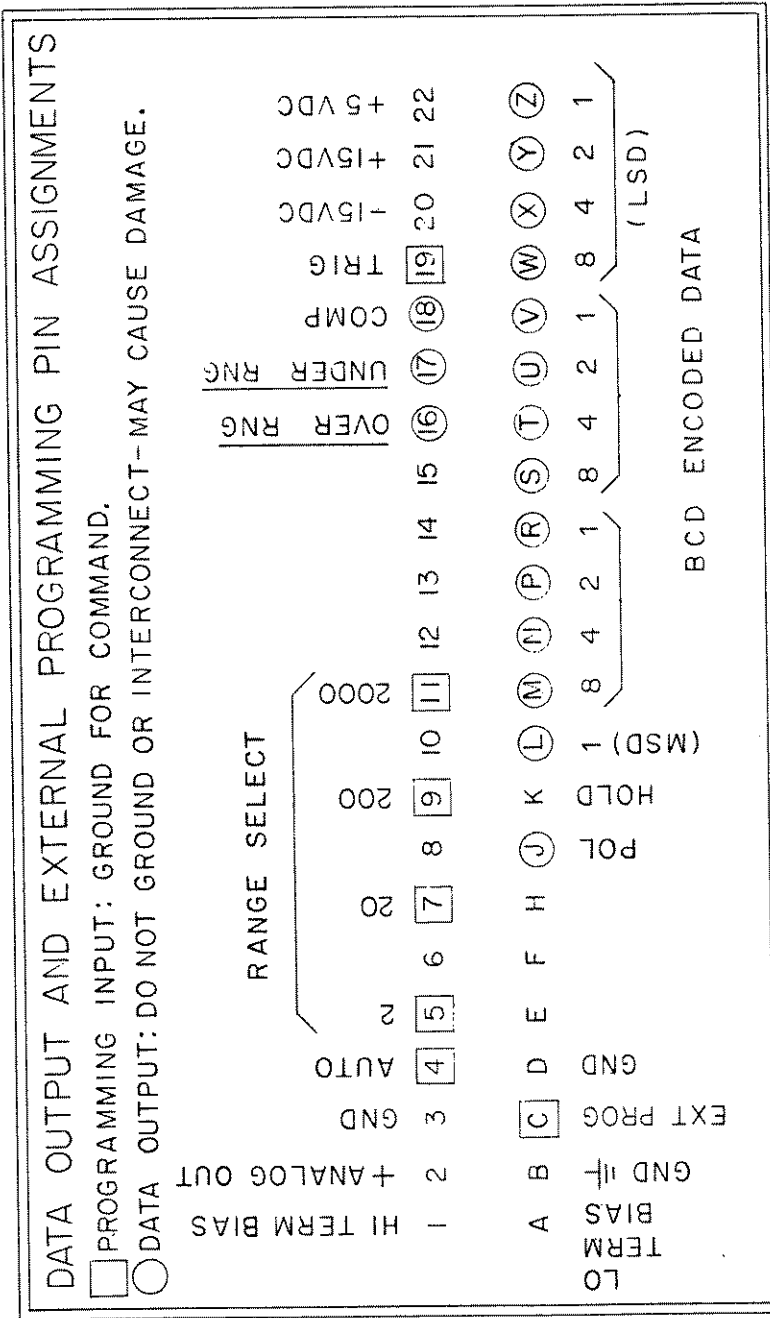 DATA OUTPUT AND EXTERNAL PROGRAMMING PIN ASSIGNMENTS
PROGRAMMING INPUT: GROUND FOR COMMAND.
DATA OUTPUT: DO NOT GROUND OR INTERCONNECT-MAY CAUSE DAMAGE.
RANGE SELECT
HI TERM BIAS
+ ANALOG OUT
GND
AUTO
2
20
200
2000
OVER RNG
UNDER RNG
COMP
TRIG
-15VDC
+15VDC
+5 VDC
1 2 3 4 5 6 7 8 9 10 11 12 13 14 15 16 17 18 19 20 21 22
A B C D E F H J K L M N P R S T U V W X Y Z
LO
TERM
BIAS
GND
EXT PROG
GND
POL
HOLD
1 (MSD)
8 4 2 1 8 4 2 1 8 4 2 1
(LSD)
BCD ENCODED DATA